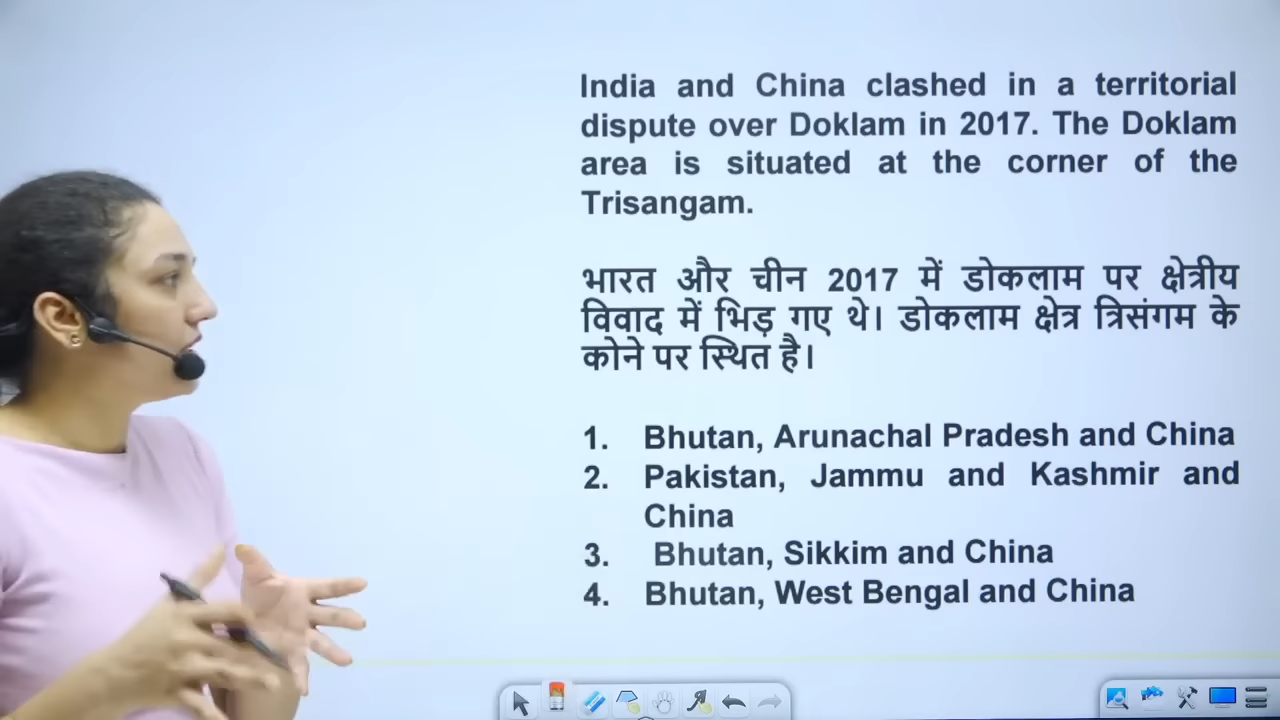 India and China clashed in a territorial
dispute over Doklam in 2017. The Doklam
area is situated at the corner of the
Trisangam.
भारत और चीन 2017 में डोकलाम पर क्षेत्रीय
विवाद में भिड़ गए थे। डोकलाम क्षेत्र त्रिसंगम के
कोने पर स्थित है।
1. Bhutan, Arunachal Pradesh and China
2. Pakistan, Jammu and Kashmir and
China
3. Bhutan, Sikkim and China
4. Bhutan, West Bengal and China